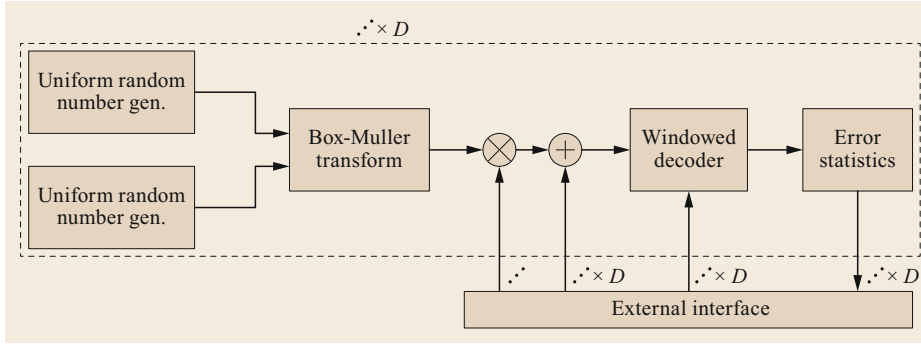 ⋰ × D
Uniform random
number gen.
Box-Muller
transform
Windowed
decoder
Error
statistics
Uniform random
number gen.
⋰
⋰ × D
⋰ × D
⋰ × D
External interface